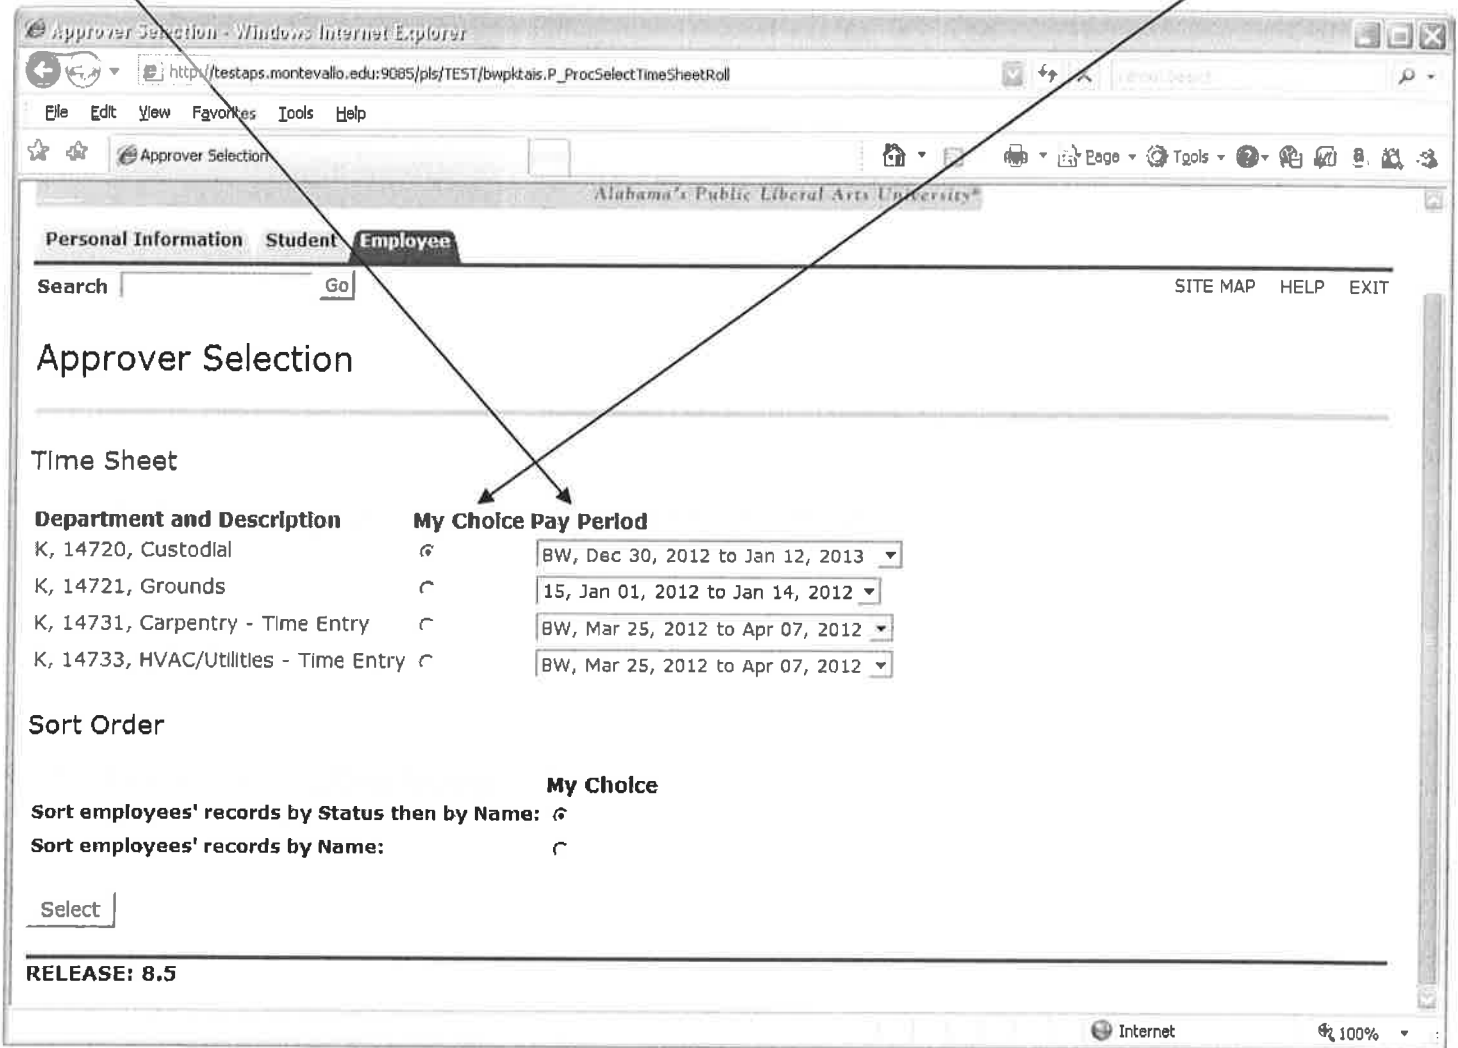 Approver Selection - Windows Internet Explorer
http://testaps.montevallo.edu:9085/pls/TEST/bwpktais.P_ProcSelectTimeSheetRoll
File Edit View Favorites Tools Help
Approver Selection
Page Tools
Alabama's Public Liberal Arts University®
Personal Information Student Employee
Search Go SITE MAP HELP EXIT
Approver Selection
Time Sheet
Department and Description My Choice Pay Period
K, 14720, Custodial BW, Dec 30, 2012 to Jan 12, 2013
K, 14721, Grounds 15, Jan 01, 2012 to Jan 14, 2012
K, 14731, Carpentry - Time Entry BW, Mar 25, 2012 to Apr 07, 2012
K, 14733, HVAC/Utilities - Time Entry BW, Mar 25, 2012 to Apr 07, 2012
Sort Order
My Choice
Sort employees' records by Status then by Name:
Sort employees' records by Name:
Select
RELEASE: 8.5
Internet 100%